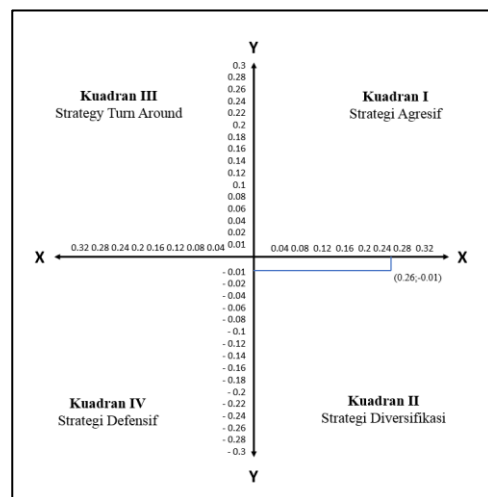 Y
Kuadran III
Strategy Turn Around
Kuadran I
Strategi Agresif
0.3
0.28
0.26
0.24
0.22
0.2
0.18
0.16
0.14
0.12
0.1
0.08
0.06
0.04
0.02
0.01
0.32 0.28 0.24 0.2 0.16 0.12 0.08 0.04
0.04 0.08 0.12 0.16 0.2 0.24 0.28 0.32
X
X
- 0.01
- 0.02
- 0.04
- 0.06
- 0.08
- 0.1
- 0.12
- 0.14
- 0.16
- 0.18
- 0.2
- 0.22
- 0.24
- 0.26
- 0.28
- 0.3
(0.26;-0.01)
Kuadran IV
Strategi Defensif
Kuadran II
Strategi Diversifikasi
Y